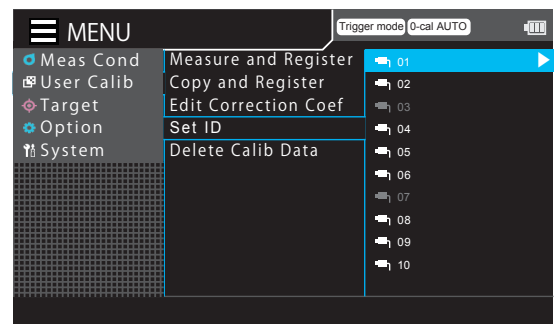 MENU
Trigger mode 0-cal AUTO
Meas Cond
User Calib
Target
Option
System
Measure and Register
Copy and Register
Edit Correction Coef
Set ID
Delete Calib Data
01
02
03
04
05
06
07
08
09
10